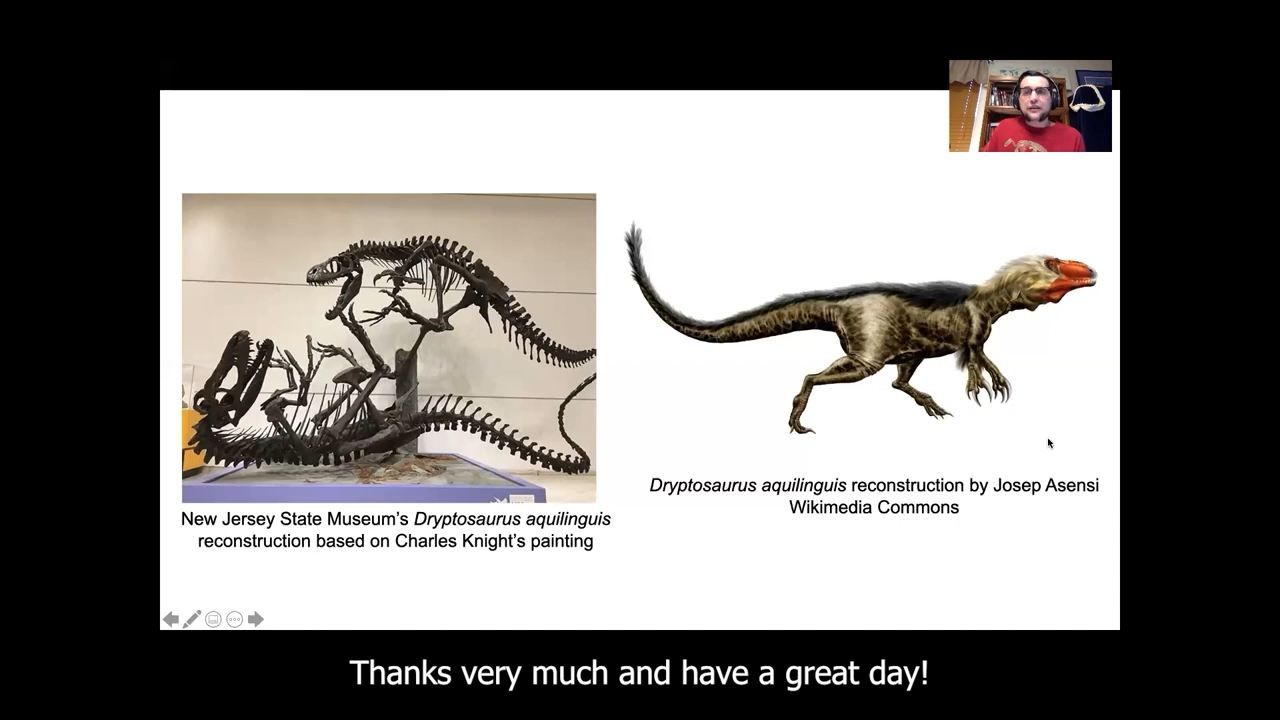 New Jersey State Museum’s Dryptosaurus aquilinguis
reconstruction based on Charles Knight’s painting
Dryptosaurus aquilinguis reconstruction by Josep Asensi
Wikimedia Commons
Thanks very much and have a great day!